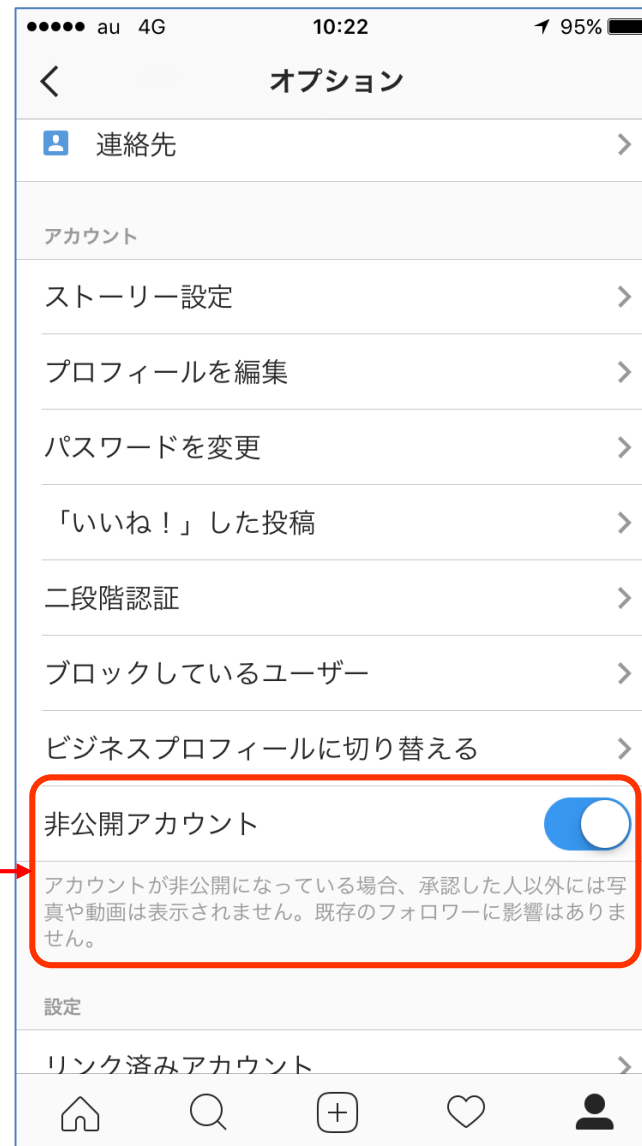 au 4G 10:22 95%
オプション
連絡先
アカウント
ストーリー設定
プロフィールを編集
パスワードを変更
「いいね！」した投稿
二段階認証
ブロックしているユーザー
ビジネスプロフィールに切り替える
非公開アカウント
アカウントが非公開になっている場合、承認した人以外には写
真や動画は表示されません。既存のフォロワーに影響はありま
せん。
設定
リンク済みアカウント